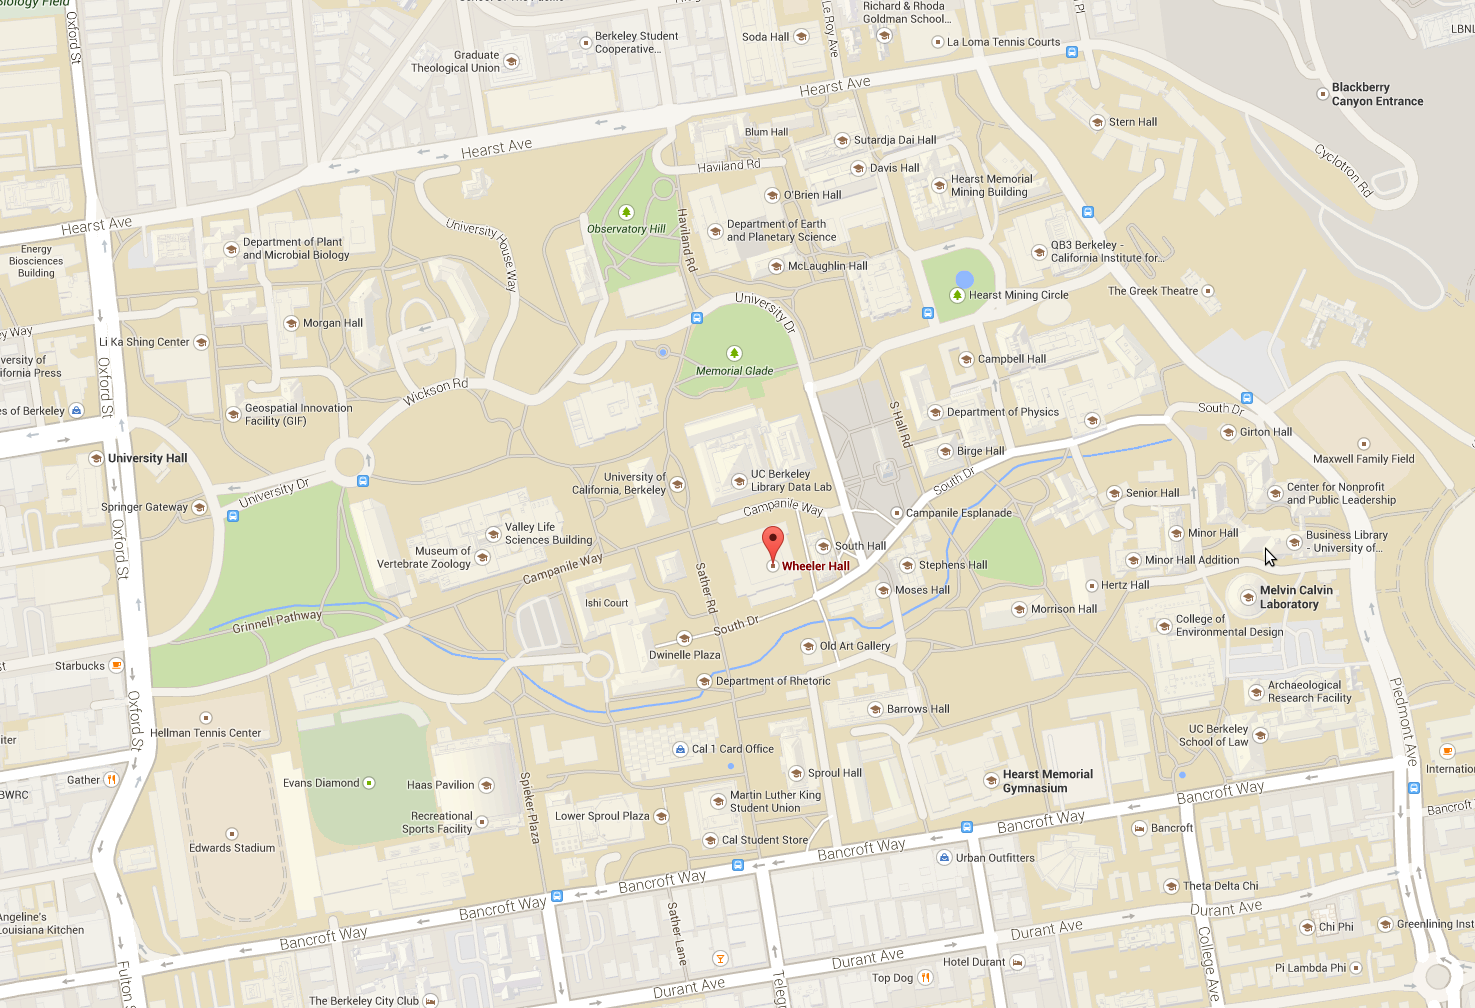 Biology Field
Oxford St
Graduate
Theological Union
Berkeley Student
Cooperative...
Soda Hall
Le Roy Ave
Richard & Rhoda
Goldman School...
La Loma Tennis Courts
Hearst Ave
Blackberry
Canyon Entrance
Cyclotron Rd
Stern Hall
Blum Hall
Sutardja Dai Hall
Davis Hall
Haviland Rd
Hearst Ave
O'Brien Hall
Hearst Memorial
Mining Building
Observatory Hill
Haviland Rd
Department of Earth
and Planetary Science
McLaughlin Hall
QB3 Berkeley -
California Institute for...
The Greek Theatre
Hearst Mining Circle
Hearst Ave
Energy
Biosciences
Building
Department of Plant
and Microbial Biology
University House Way
University Dr
Morgan Hall
Li Ka Shing Center
Memorial Glade
Campbell Hall
Wickson Rd
Oxford St
Geospatial Innovation
Facility (GIF)
es of Berkeley
S Hall Rd
Department of Physics
Birge Hall
South Dr
South Dr
Girton Hall
Maxwell Family Field
University Hall
University of
California, Berkeley
UC Berkeley
Library Data Lab
Campanile Way
Campanile Esplanade
Senior Hall
Center for Nonprofit
and Public Leadership
Springer Gateway
University Dr
Oxford St
Valley Life
Sciences Building
Museum of
Vertebrate Zoology
Campanile Way
Wheeler Hall
South Hall
Stephens Hall
Moses Hall
Minor Hall
Minor Hall Addition
Business Library
- University of...
Hertz Hall
Melvin Calvin
Laboratory
Morrison Hall
College of
Environmental Design
Ishi Court
Sather Rd
South Dr
Grinnell Pathway
Dwinelle Plaza
Old Art Gallery
Department of Rhetoric
Starbucks
Oxford St
Barrows Hall
Archaeological
Research Facility
UC Berkeley
School of Law
Piedmont Ave
Hellman Tennis Center
Cal 1 Card Office
Sproul Hall
Hearst Memorial
Gymnasium
Gather
BWRC
Evans Diamond
Haas Pavilion
Recreational
Sports Facility
Spieker Plaza
Lower Sproul Plaza
Martin Luther King
Student Union
Cal Student Store
Edwards Stadium
Bancroft Way
Bancroft Way
Bancroft Way
Bancroft Way
Bancroft Way
Bancroft Way
Bancroft
Bancroft
Urban Outfitters
Theta Delta Chi
Durant Ave
Durant Ave
Durant Ave
Durant Ave
Chi Phi
Greenlining Inst
Angeline's
Louisiana Kitchen
Fulton S
Sather Lane
Telegr
Top Dog
Hotel Durant
College Ave
Pi Lambda Phi
The Berkeley City Club
LBNL